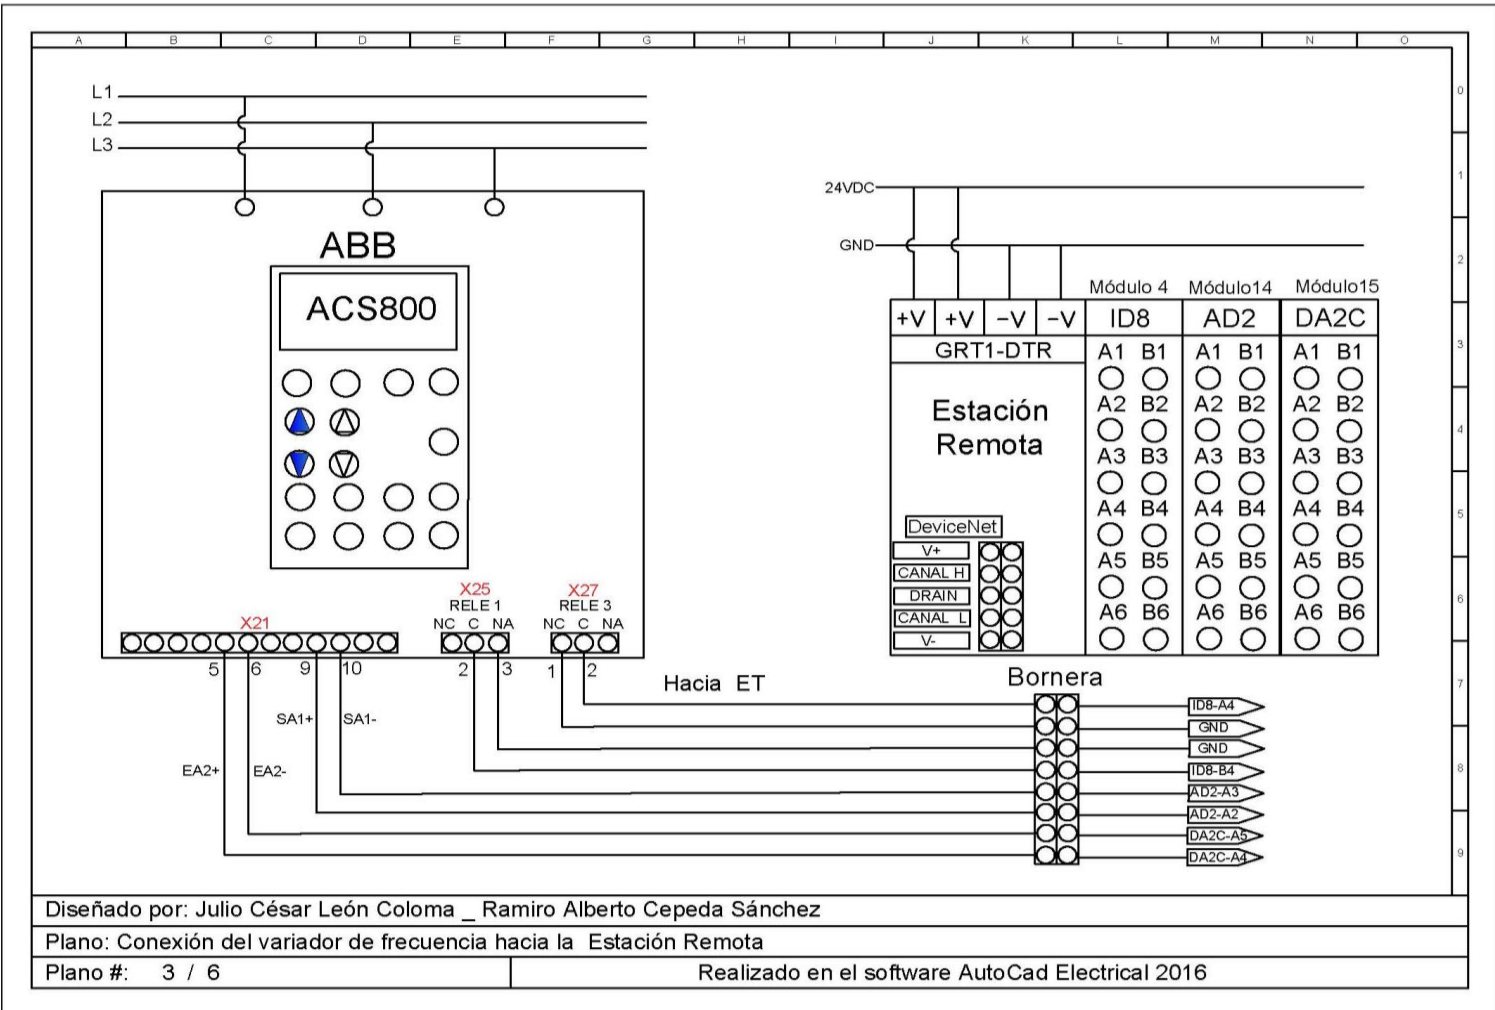 A B C D E F G H I J K L M N O
L1
L2
L3
0
1
2
3
4
5
6
7
8
9
ABB
ACS800
X21
X25
RELE 1
NC C NA
X27
RELE 3
NC C NA
5 6 9 10 2 3 1 2
SA1+ SA1-
EA2+ EA2-
Hacia ET
24VDC
GND
Módulo 4 Módulo14 Módulo15
+V +V -V -V ID8 AD2 DA2C
GRT1-DTR
Estación
Remota
A1 B1 A1 B1 A1 B1
A2 B2 A2 B2 A2 B2
A3 B3 A3 B3 A3 B3
A4 B4 A4 B4 A4 B4
A5 B5 A5 B5 A5 B5
A6 B6 A6 B6 A6 B6
DeviceNet
V+
CANAL H
DRAIN
CANAL L
V-
Bornera
ID8-A4
GND
GND
ID8-B4
AD2-A3
AD2-A2
DA2C-A5
DA2C-A4
Diseñado por: Julio César León Coloma _ Ramiro Alberto Cepeda Sánchez
Plano: Conexión del variador de frecuencia hacia la Estación Remota
Plano #: 3 / 6
Realizado en el software AutoCad Electrical 2016